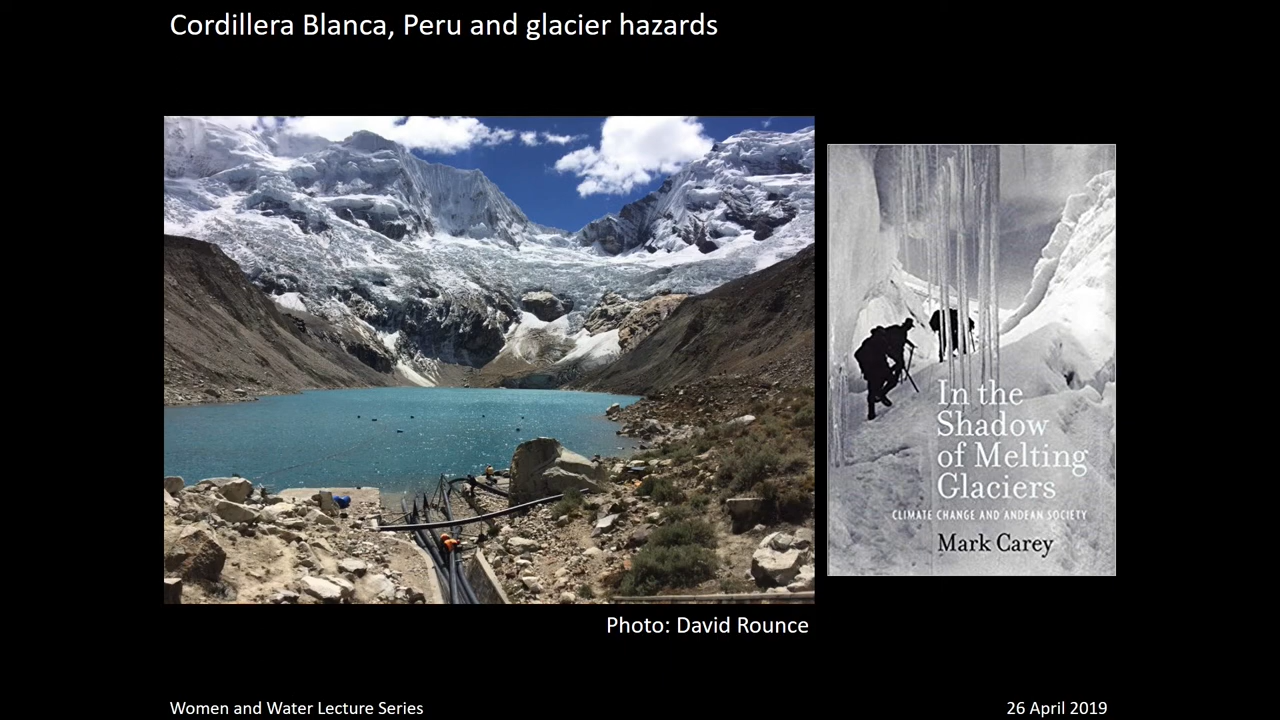 Cordillera Blanca, Peru and glacier hazards
In the
Shadow
of Melting
Glaciers
CLIMATE CHANGE AND ANDEAN SOCIETY
Mark Carey
Photo: David Rounce
Women and Water Lecture Series
26 April 2019